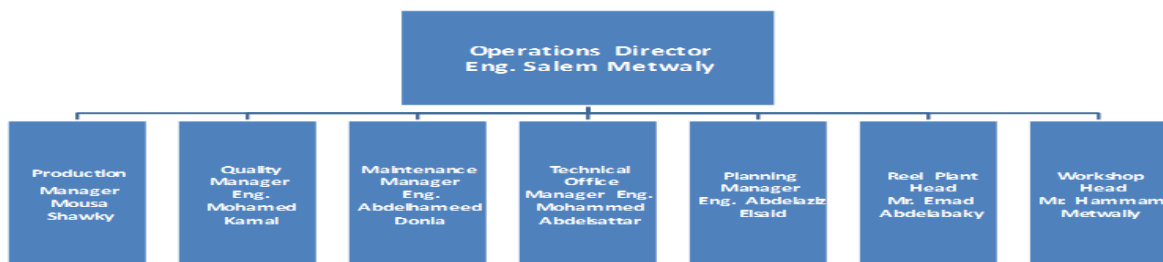 Operations Director
Eng. Salem Metwaly
Production
Manager
Mousa
Shawky
Quality
Manager
Eng.
Mohamed
Kamal
Maintenance
Manager
Eng.
Abdelhameed
Donia
Technical
Office
Manager Eng.
Mohammed
Abdelsattar
Planning
Manager
Eng. Abdelaziz
Elsaid
Reel Plant
Head
Mr. Emad
Abdelabaky
Workshop
Head
Mr. Hammam
Metwally